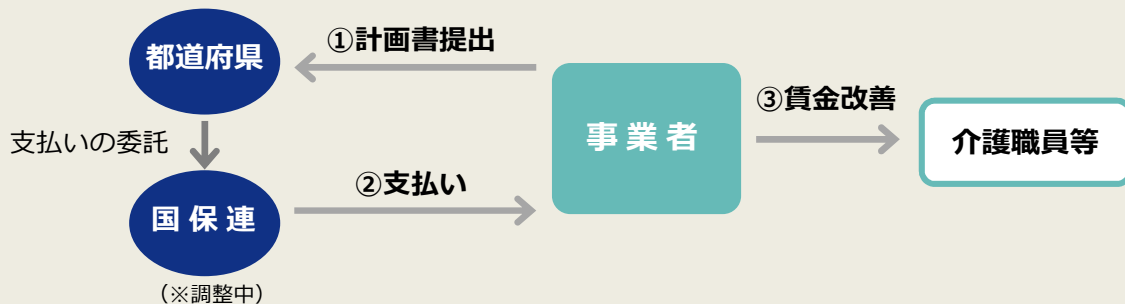 ①計画書提出
都道府県
事業者
③賃金改善
介護職員等
支払いの委託
②支払い
国保連
（※調整中）